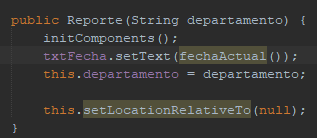 public Reporte(String departamento) {
initComponents();
txtFecha.setText(fechaActual());
this.departamento = departamento;
this.setLocationRelativeTo(null);
}